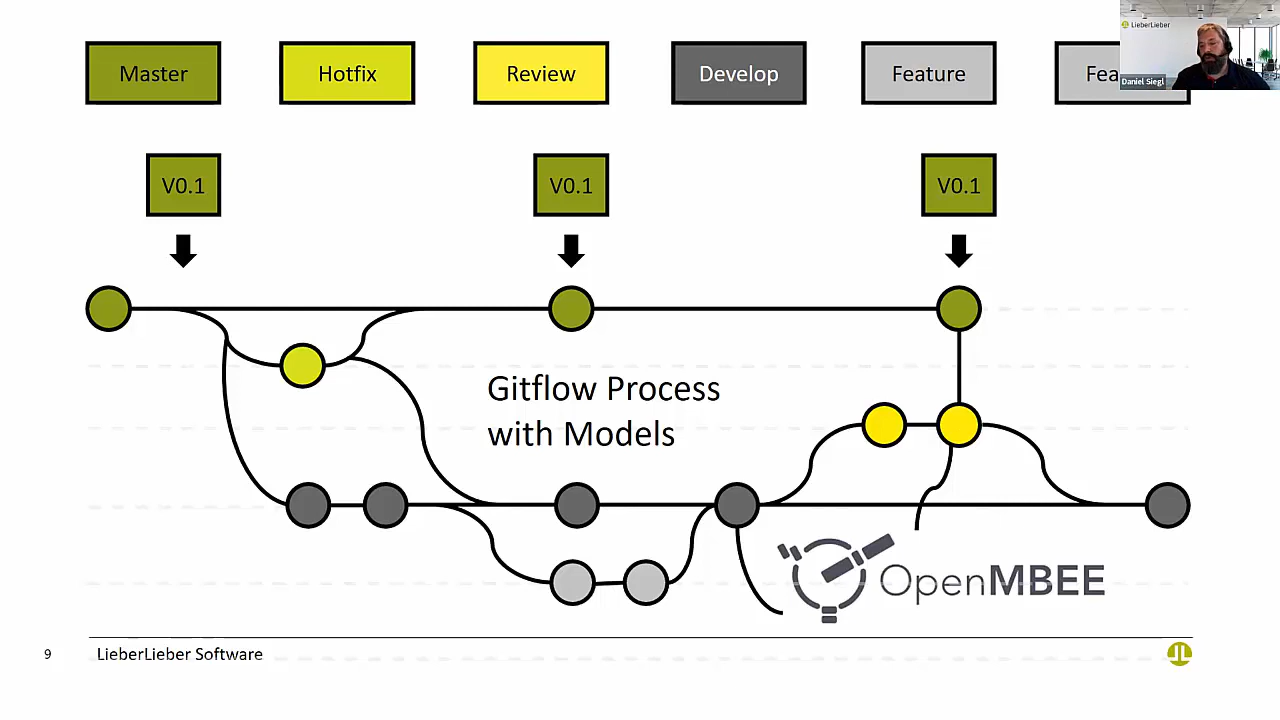 Master
Hotfix
Review
Develop
Feature
Fea
LieberLieber
Daniel Siegl
V0.1
V0.1
V0.1
Gitflow Process
with Models
OpenMBEE
9
LieberLieber Software